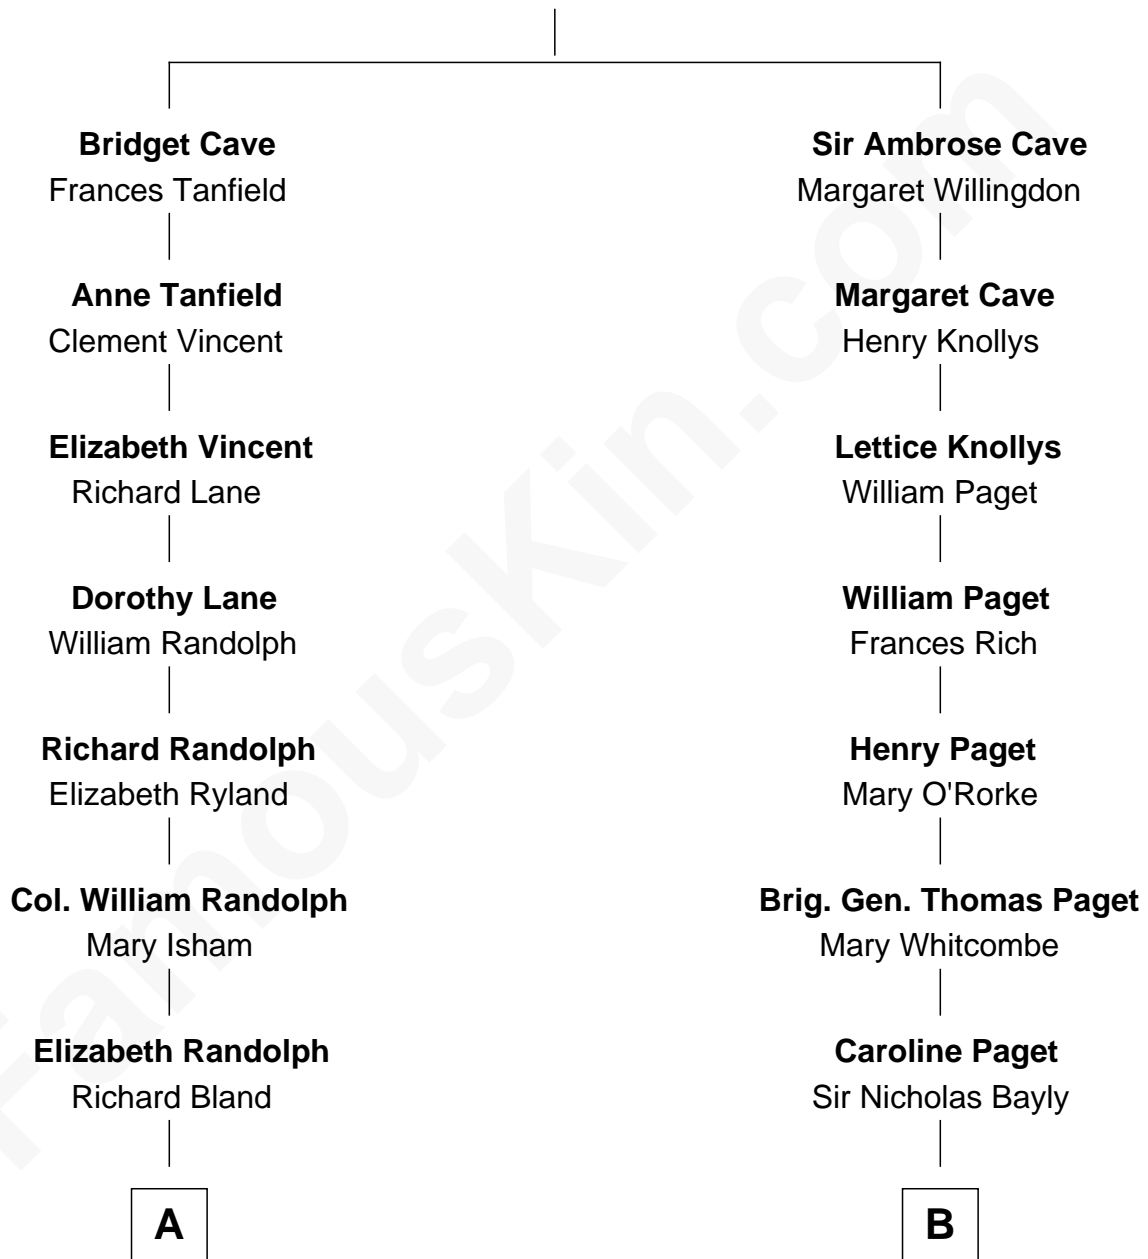 Bridget Cave
Frances Tanfield
Anne Tanfield
Clement Vincent
Elizabeth Vincent
Richard Lane
Dorothy Lane
William Randolph
Richard Randolph
Elizabeth Ryland
Col. William Randolph
Mary Isham
Elizabeth Randolph
Richard Bland
A
Sir Ambrose Cave
Margaret Willingdon
Margaret Cave
Henry Knollys
Lettice Knollys
William Paget
William Paget
Frances Rich
Henry Paget
Mary O'Rorke
Brig. Gen. Thomas Paget
Mary Whitcombe
Caroline Paget
Sir Nicholas Bayly
B
FamousKin.com